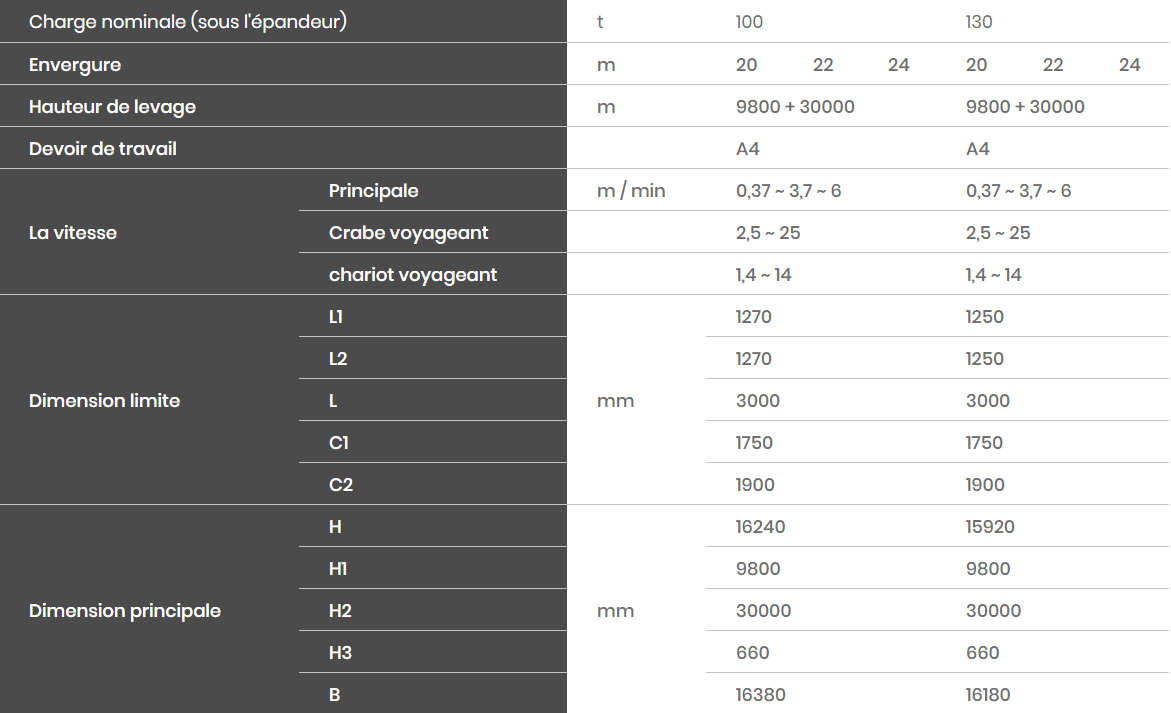 Charge nominale (sous l'épandeur) t 100 130
Envergure m 20 22 24 20 22 24
Hauteur de levage m 9800 + 30000 9800 + 30000
Devoir de travail A4 A4
Principale m / min 0,37 ~ 3,7 ~ 6 0,37 ~ 3,7 ~ 6
La vitesse Crabe voyageant 2,5 ~ 25 2,5 ~ 25
chariot voyageant 1,4 ~ 14 1,4 ~ 14
L1 1270 1250
L2 1270 1250
Dimension limite L mm 3000 3000
C1 1750 1750
C2 1900 1900
H 16240 15920
H1 9800 9800
Dimension principale H2 mm 30000 30000
H3 660 660
B 16380 16180